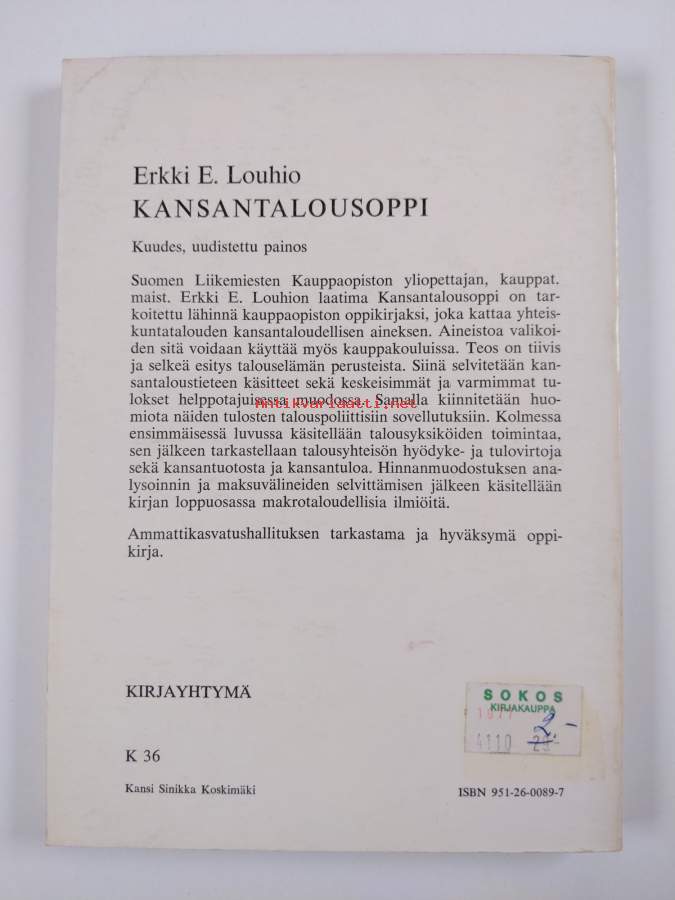 Erkki E. Louhio
KANSANTALOUSOPPI
Kuudes, uudistettu painos
Suomen Liikemiesten Kauppaopiston yliopettajan, kauppat.
maist. Erkki E. Louhion laatima Kansantalousoppi on tar-
koitettu lähinnä kauppaopiston oppikirjaksi, joka kattaa yhteis-
kuntatalouden kansantaloudellisen aineksen. Aineistoa valikoi-
den sitä voidaan käyttää myös kauppakouluissa. Teos on tiivis
ja selkeä esitys talouselämän perusteista. Siinä selvitetään kan-
santaloustieteen käsitteet sekä keskeisimmät ja varmimmat tu-
lokset helppotajuisessa muodossa. Samalla kiinnitetään huo-
Antikvariaatti.net
miota näiden tulosten talouspoliittisiin sovellutuksiin. Kolmessa
ensimmäisessä luvussa käsitellään talousyksiköiden toimintaa,
sen jälkeen tarkastellaan talousyhteisön hyödyke- ja tulovirtoja
sekä kansantuotosta ja kansantuloa. Hinnanmuodostuksen ana-
lysoinnin ja maksuvälineiden selvittämisen jälkeen käsitellään
kirjan loppuosassa makrotaloudellisia ilmiöitä.
Ammattikasvatushallituksen tarkastama ja hyväksymä oppi-
kirja.
KIRJAYHTYMÄ
SOKOS
KIRJAKAUPPA
1977
2.-
4110
K 36
Kansi Sinikka Koskimäki
ISBN 951-26-0089-7